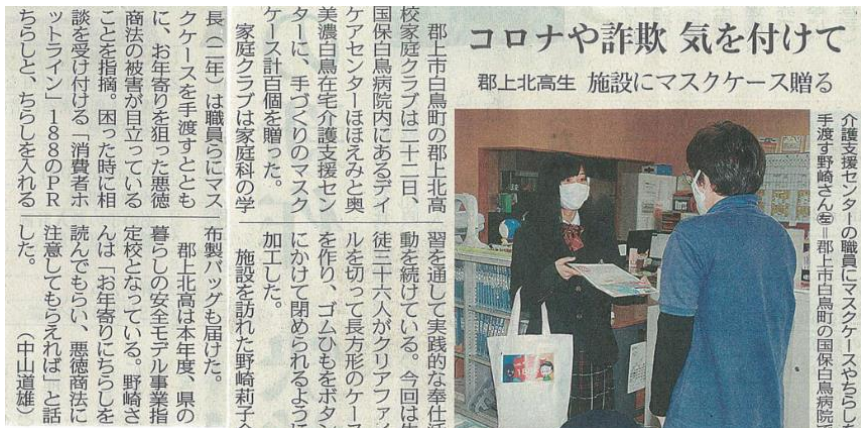 コロナや詐欺 気を付けて
郡上北高生 施設にマスクケース贈る
介護支援センターの職員にマスクケースやちらしを
手渡す野崎さん㊧＝郡上市白鳥町の国保白鳥病院で
郡上市白鳥町の郡上北高
校家庭クラブは二十二日、
国保白鳥病院内にあるデイ
ケアセンターほほえみと奥
美濃白鳥在宅介護支援セン
ターに、手づくりのマスク
ケース計百個を贈った。
家庭クラブは家庭科の学
習を通して実践的な奉仕活
動を続けている。今回は生
徒三十六人がクリアファイ
ルを切って長方形のケース
を作り、ゴムひもをボタン
にかけて閉められるように
加工した。
施設を訪れた野崎莉子会
長（二年）は職員らにマス
クケースを手渡すととも
に、お年寄りを狙った悪徳
商法の被害が目立っている
ことを指摘。困った時に相
談を受け付ける「消費者ホ
ットライン」188のPR
ちらしと、ちらしを入れる
布製バッグも届けた。
郡上北高は本年度、県の
暮らしの安全モデル事業指
定校となっている。野崎さ
んは「お年寄りにちらしを
読んでもらい、悪徳商法に
注意してもらえれば」と話
した。
（中山道雄）